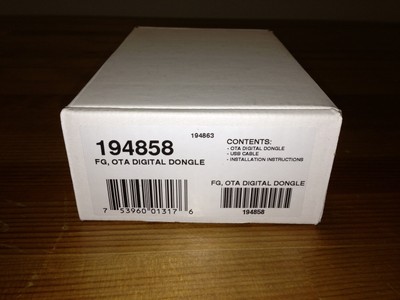 194863
194858
FG, OTA DIGITAL DONGLE
CONTENTS:
- OTA DIGITAL DONGLE
- USB CABLE
- INSTALLATION INSTRUCTIONS
7 53960 01317 6
FG, OTA DIGITAL DONGLE
194858